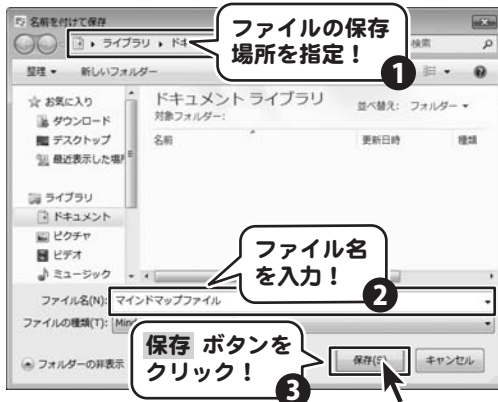 名前を付けて保存
ファイルの保存
場所を指定！
❶
ライブラリ ▸ ドキ
検索
整理 ▼ 新しいフォルダー
お気に入り
ダウンロード
デスクトップ
最近表示した場所
ライブラリ
ドキュメント
ピクチャ
ビデオ
ミュージック
ドキュメント ライブラリ
対象フォルダー:
並べ替え: フォルダー ▼
名前
更新日時
種類
ファイル名
を入力！
❷
ファイル名(N): マインドマップファイル
ファイルの種類(T): Mind
保存 ボタンを
クリック！
❸
フォルダーの非表示
保存(S)
キャンセル